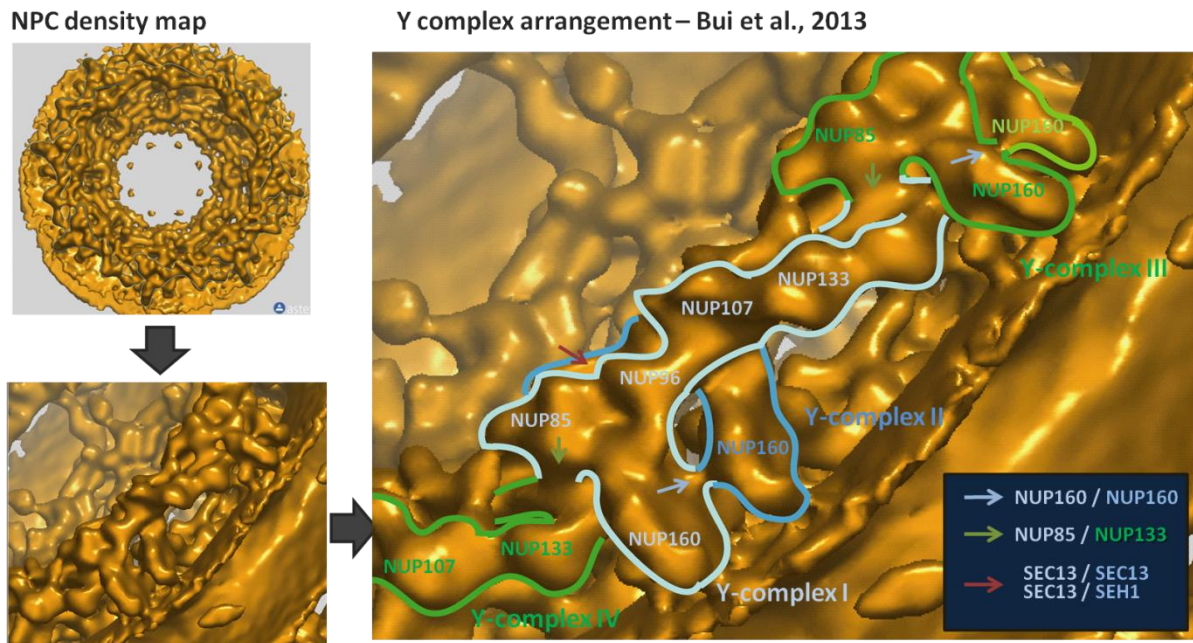 NPC density map
Y complex arrangement – Bui et al., 2013
NUP85
NUP160
NUP160
Y-complex III
NUP133
NUP107
NUP96
NUP85
Y-complex II
NUP160
NUP133
NUP160
NUP107
Y-complex I
Y-complex IV
NUP160 / NUP160
NUP85 / NUP133
SEC13 / SEC13
SEC13 / SEH1